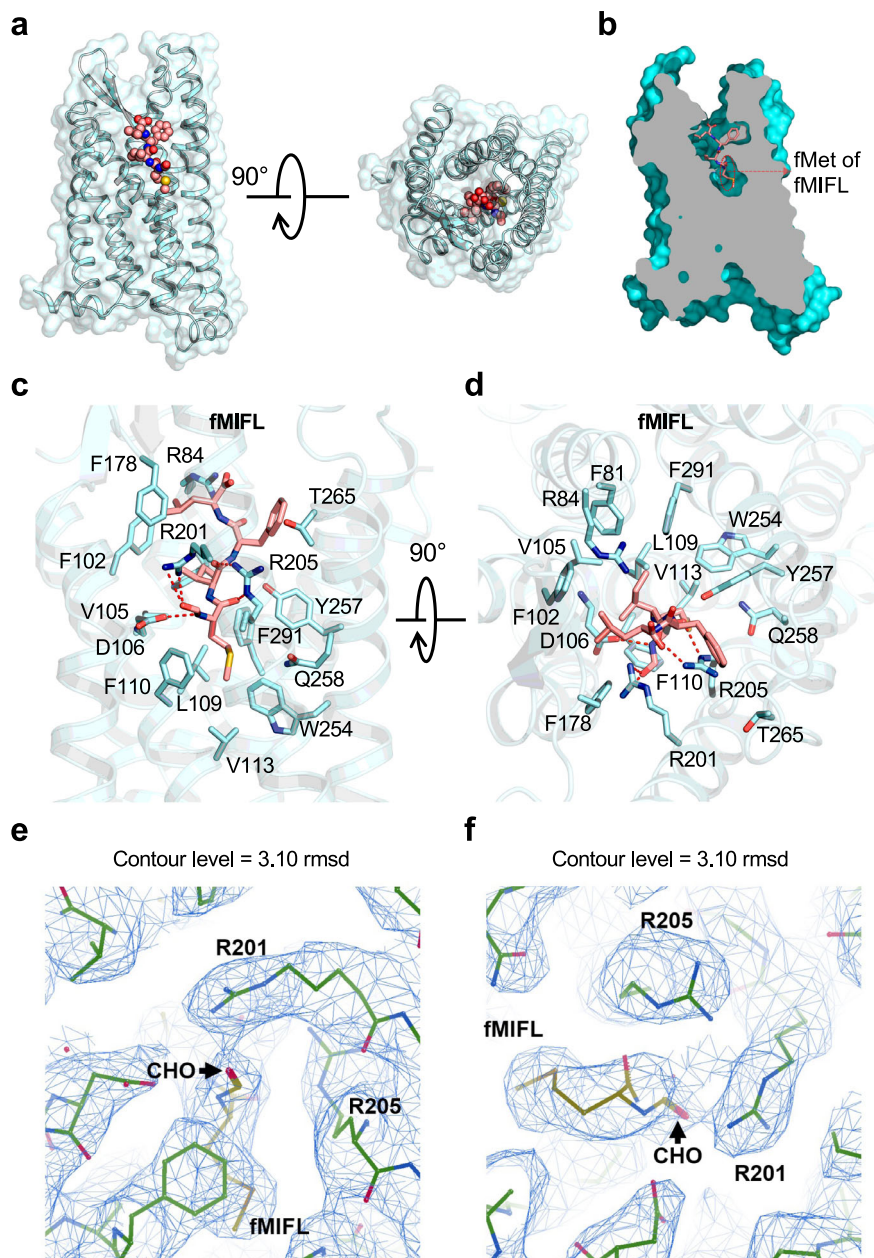 a
b
90°
fMet of
fMIFL
c
d
fMIFL
F178
R84
T265
R201
R205
F102
V105
D106
Y257
F291
Q258
F110
L109
W254
V113
90°
fMIFL
F81
F291
R84
W254
V105
L109
V113
Y257
F102
D106
Q258
F110
R205
F178
T265
R201
e
f
Contour level = 3.10 rmsd
Contour level = 3.10 rmsd
R201
CHO
R205
fMIFL
R205
fMIFL
CHO
R201